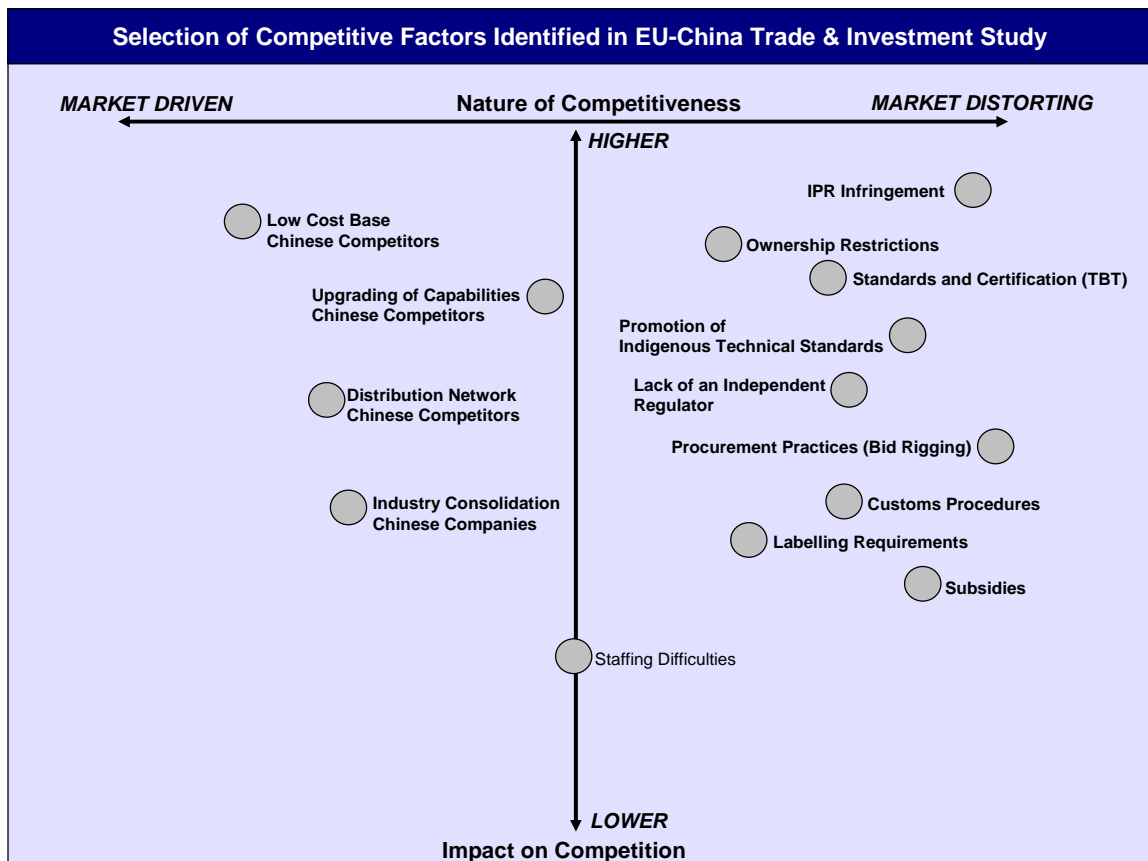 Selection of Competitive Factors Identified in EU-China Trade & Investment Study
MARKET DRIVEN
Nature of Competitiveness
MARKET DISTORTING
HIGHER
IPR Infringement
Low Cost Base
Chinese Competitors
Ownership Restrictions
Standards and Certification (TBT)
Upgrading of Capabilities
Chinese Competitors
Promotion of
Indigenous Technical Standards
Lack of an Independent
Regulator
Distribution Network
Chinese Competitors
Procurement Practices (Bid Rigging)
Industry Consolidation
Chinese Companies
Customs Procedures
Labelling Requirements
Subsidies
Staffing Difficulties
LOWER
Impact on Competition